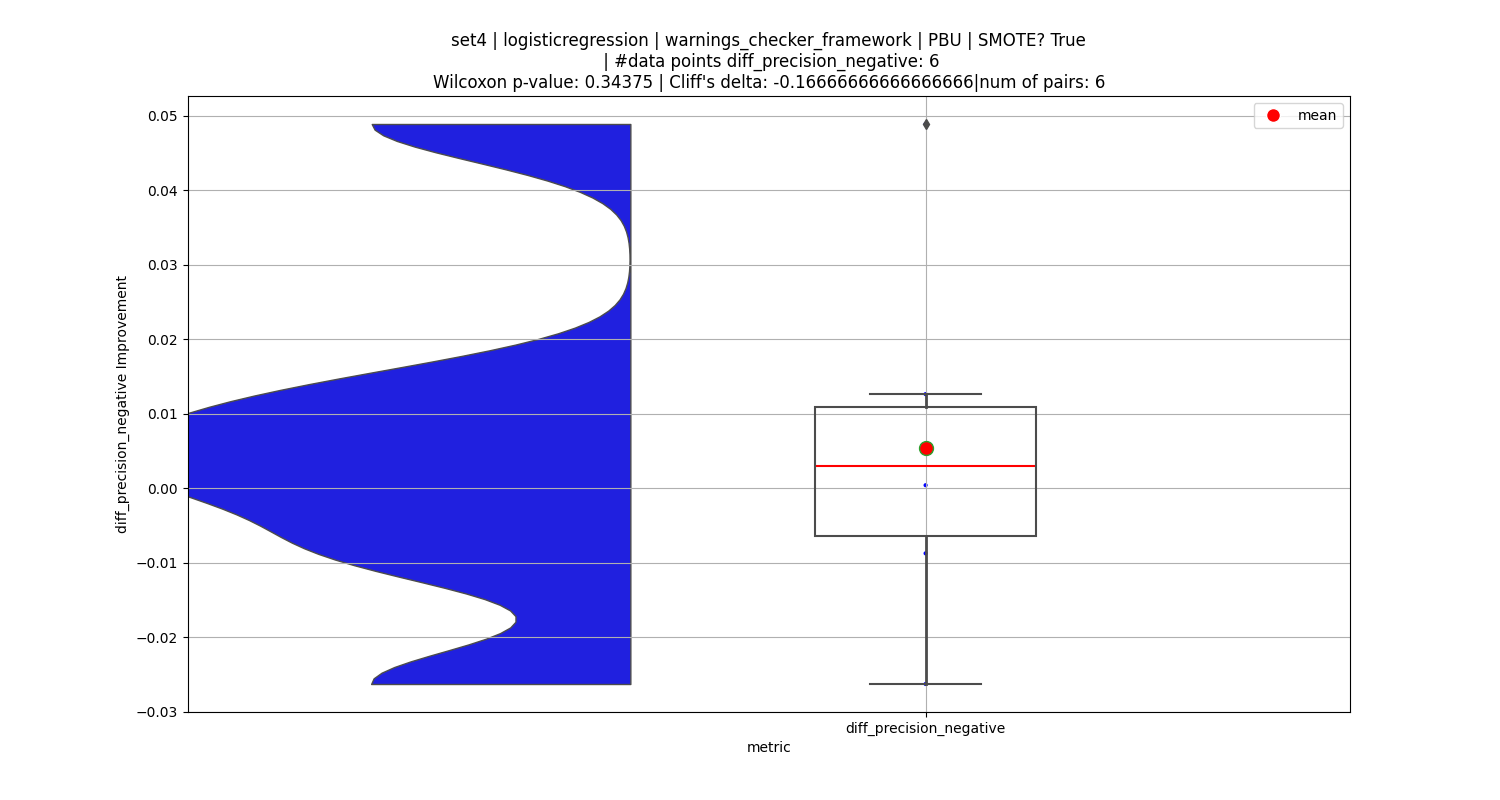 set4 | logisticregression | warnings_checker_framework | PBU | SMOTE? True
| #data points diff_precision_negative: 6
Wilcoxon p-value: 0.34375 | Cliff's delta: -0.16666666666666666|num of pairs: 6
mean
0.05
0.04
0.03
0.02
0.01
0.00
−0.01
−0.02
−0.03
diff_precision_negative Improvement
diff_precision_negative
metric